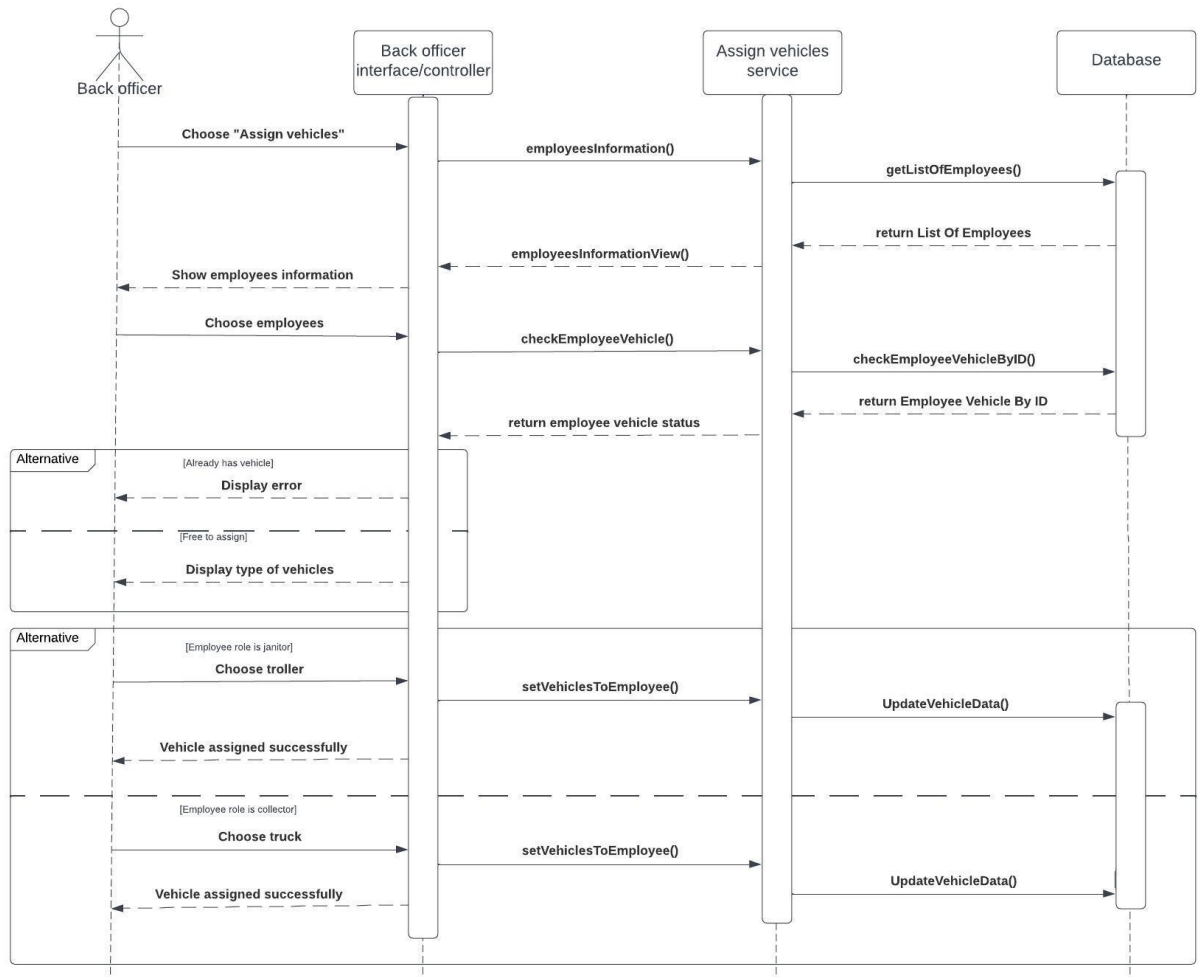 Back officer
Back officer
interface/controller
Assign vehicles
service
Database
Choose "Assign vehicles"
employeesInformation()
getListOfEmployees()
return List Of Employees
employeesInformationView()
Show employees information
Choose employees
checkEmployeeVehicle()
checkEmployeeVehicleByID()
return Employee Vehicle By ID
return employee vehicle status
Alternative
[Already has vehicle]
Display error
[Free to assign]
Display type of vehicles
Alternative
[Employee role is janitor]
Choose troller
setVehiclesToEmployee()
UpdateVehicleData()
Vehicle assigned successfully
[Employee role is collector]
Choose truck
setVehiclesToEmployee()
UpdateVehicleData()
Vehicle assigned successfully